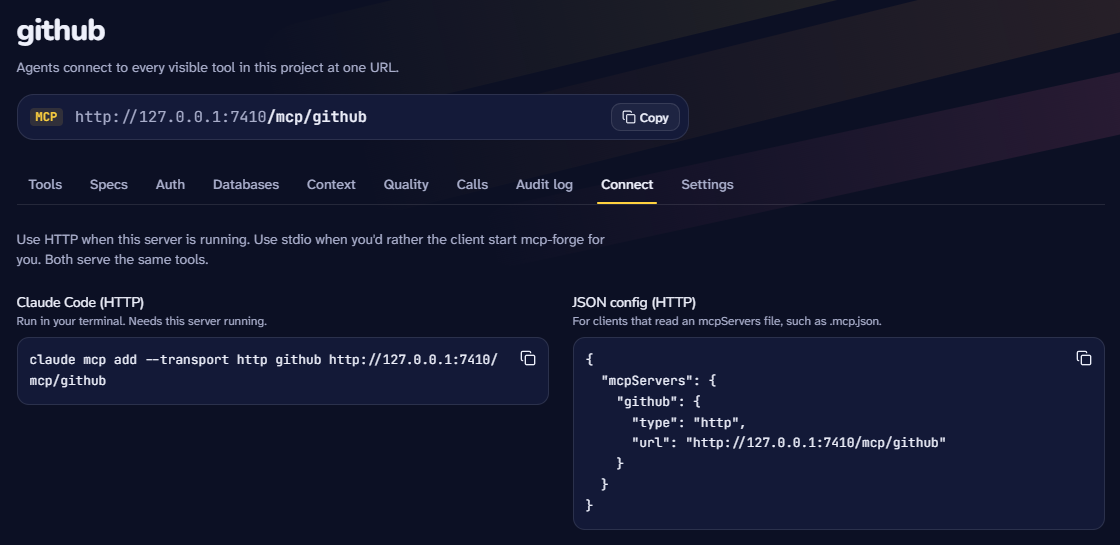 github
Agents connect to every visible tool in this project at one URL.
MCP http://127.0.0.1:7410/mcp/github Copy
Tools Specs Auth Databases Context Quality Calls Audit log Connect Settings
Use HTTP when this server is running. Use stdio when you'd rather the client start mcp-forge for
you. Both serve the same tools.
Claude Code (HTTP)
Run in your terminal. Needs this server running.
claude mcp add --transport http github http://127.0.0.1:7410/
mcp/github
JSON config (HTTP)
For clients that read an mcpServers file, such as .mcp.json.
{
  "mcpServers": {
    "github": {
      "type": "http",
      "url": "http://127.0.0.1:7410/mcp/github"
    }
  }
}